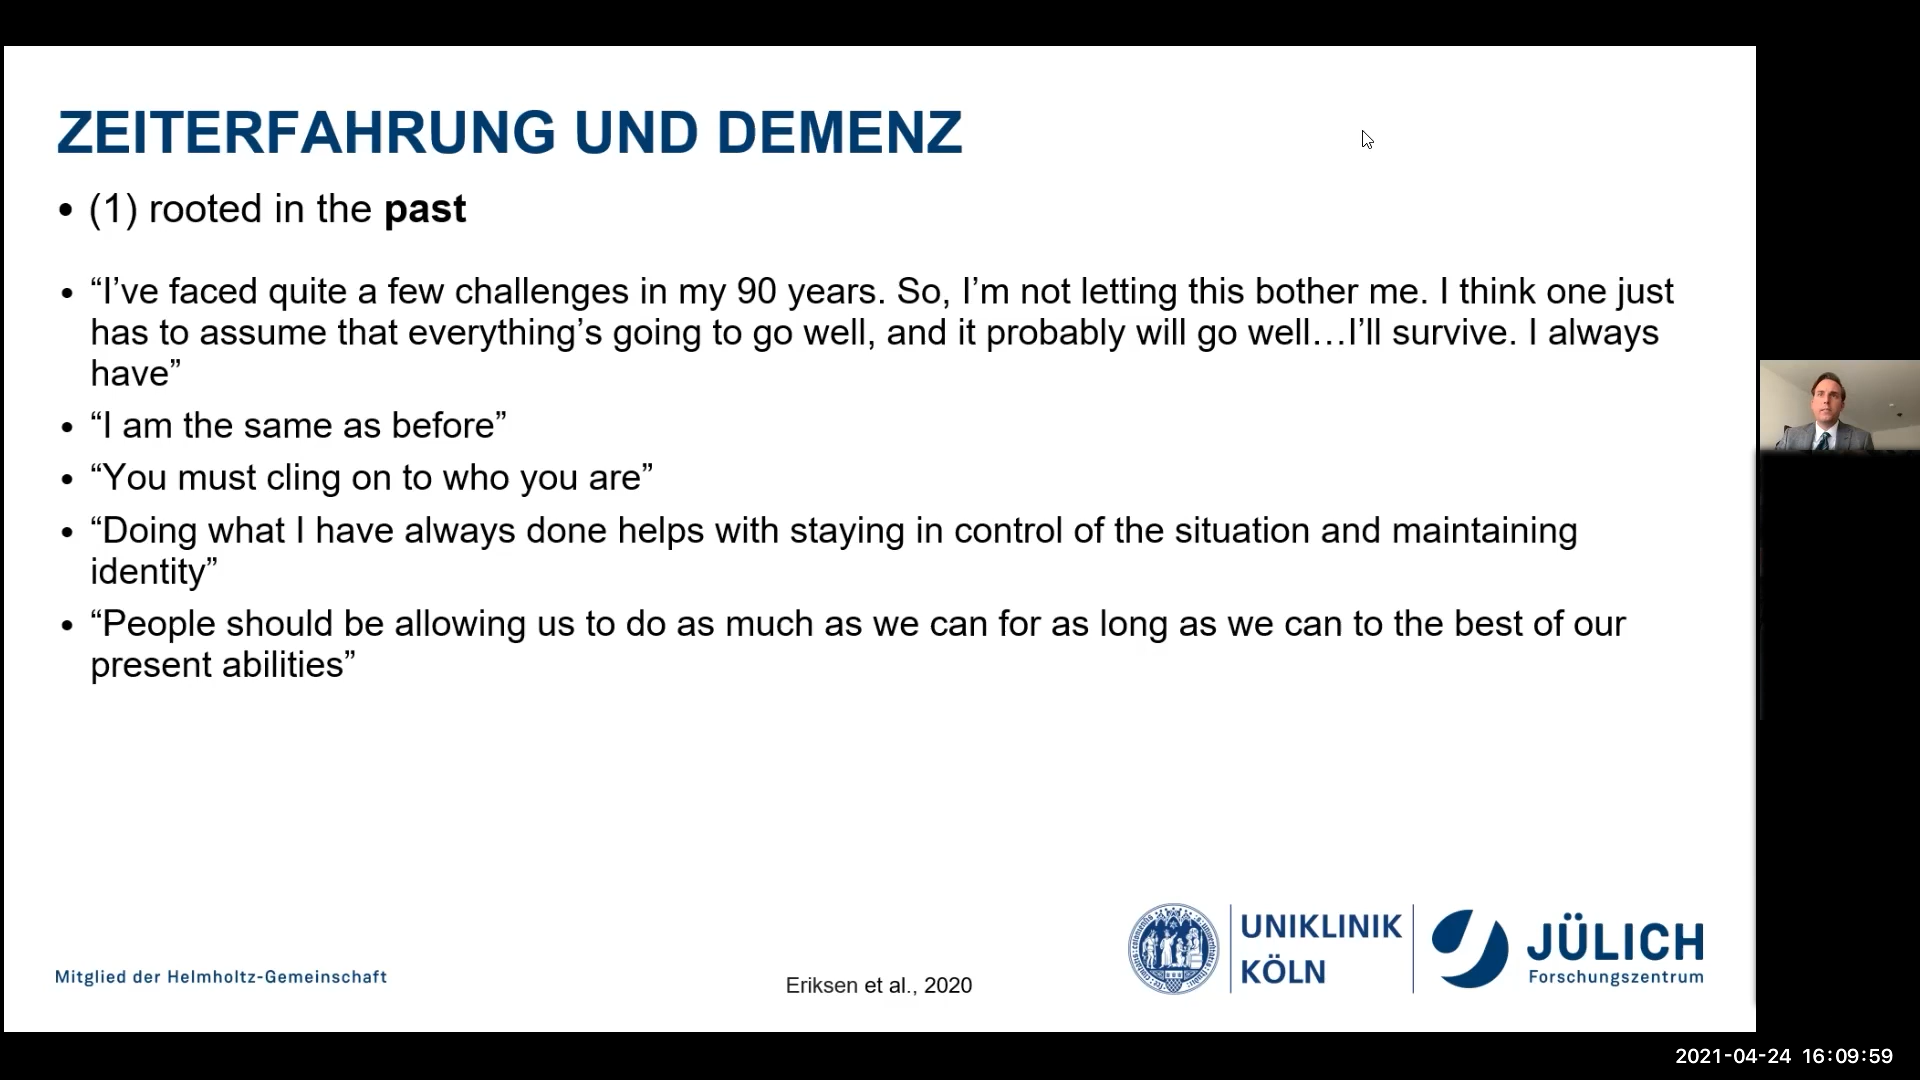 ZEITERFAHRUNG UND DEMENZ
• (1) rooted in the past
• “I’ve faced quite a few challenges in my 90 years. So, I’m not letting this bother me. I think one just
has to assume that everything’s going to go well, and it probably will go well…I’ll survive. I always
have”
• “I am the same as before”
• “You must cling on to who you are”
• “Doing what I have always done helps with staying in control of the situation and maintaining
identity”
• “People should be allowing us to do as much as we can for as long as we can to the best of our
present abilities”
Mitglied der Helmholtz-Gemeinschaft
Eriksen et al., 2020
UNIKLINIK
KÖLN
JÜLICH
Forschungszentrum
2021-04-24 16:09:59